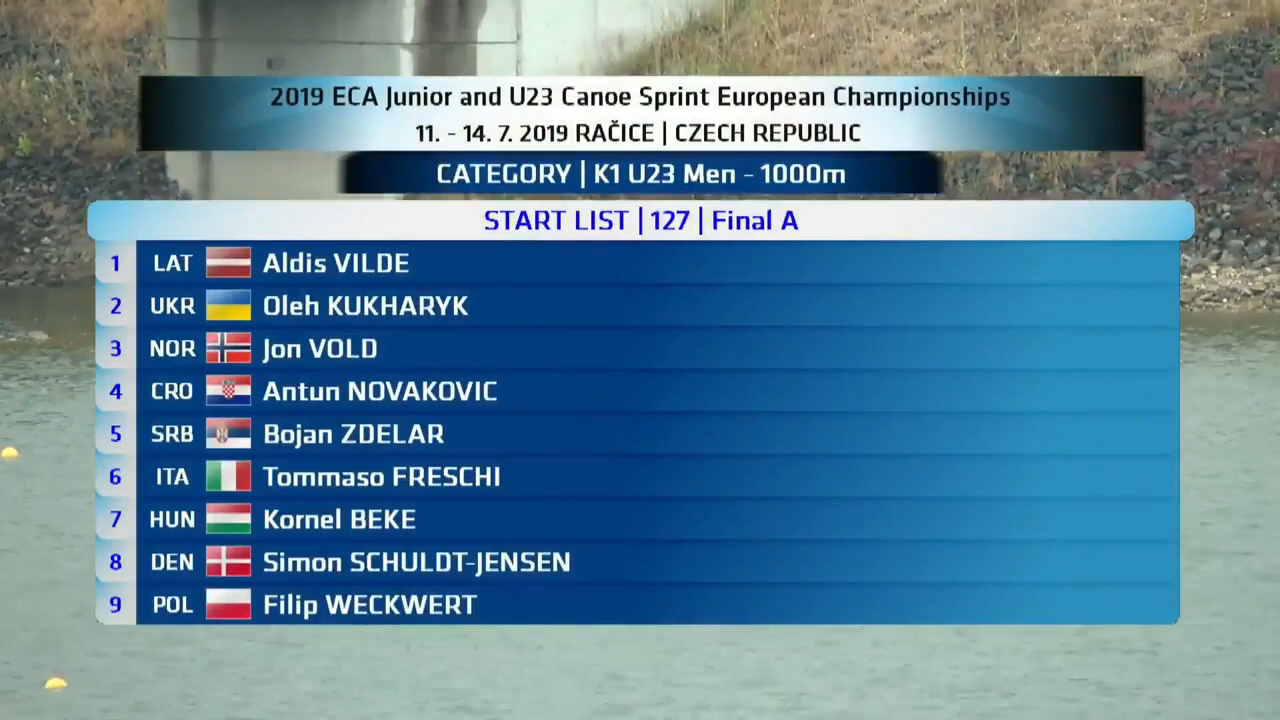 2019 ECA Junior and U23 Canoe Sprint European Championships
11. - 14. 7. 2019 RAČICE | CZECH REPUBLIC
CATEGORY | K1 U23 Men - 1000m
START LIST | 127 | Final A
1 LAT Aldis VILDE
2 UKR Oleh KUKHARYK
3 NOR Jon VOLD
4 CRO Antun NOVAKOVIC
5 SRB Bojan ZDELAR
6 ITA Tommaso FRESCHI
7 HUN Kornel BEKE
8 DEN Simon SCHULDT-JENSEN
9 POL Filip WECKWERT